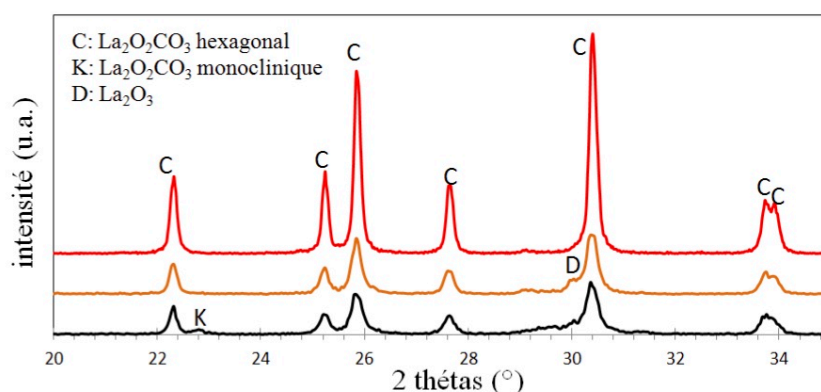 C: La₂O₂CO₃ hexagonal
K: La₂O₂CO₃ monoclinique
D: La₂O₃
C
C
C
C
C
C C
D
K
intensité (u.a.)
20 22 24 26 28 30 32 34
2 thétas (°)